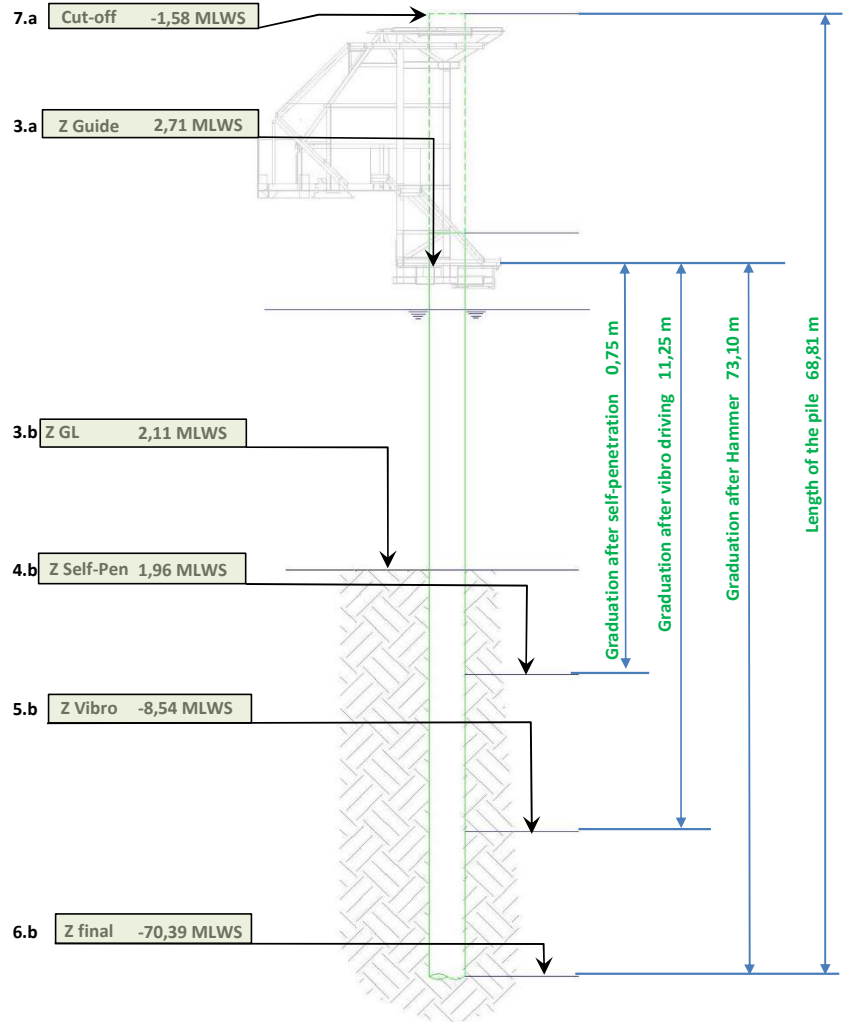 7.a Cut-off -1,58 MLWS
3.a Z Guide 2,71 MLWS
3.b Z GL 2,11 MLWS
4.b Z Self-Pen 1,96 MLWS
5.b Z Vibro -8,54 MLWS
6.b Z final -70,39 MLWS
Graduation after self-penetration 0,75 m
Graduation after vibro driving 11,25 m
Graduation after Hammer 73,10 m
Length of the pile 68,81 m